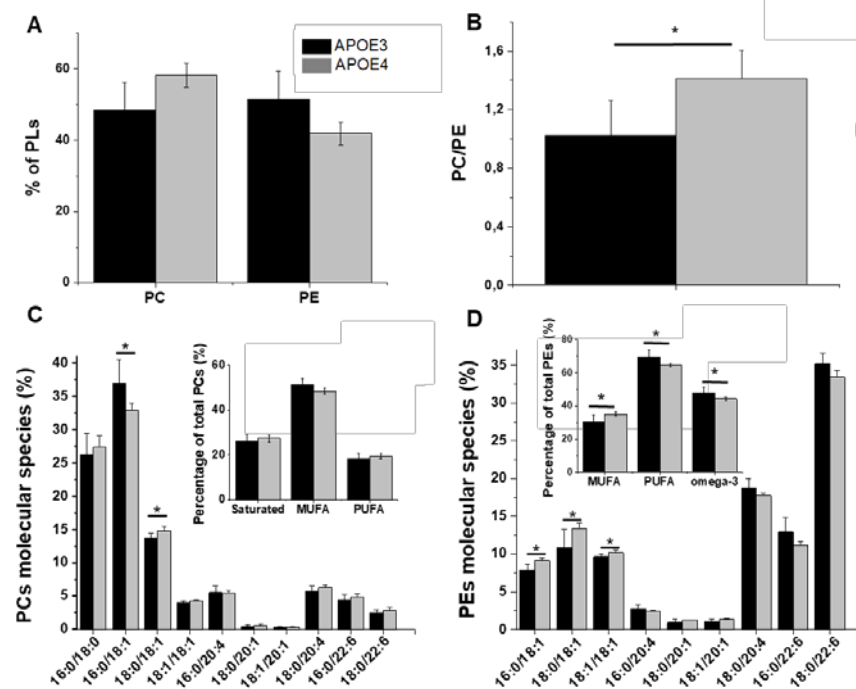 A
APOE3
APOE4
% of PLs
60
40
20
0
PC PE
B
*
PC/PE
1,6
1,2
0,8
0,4
0,0
C
PCs molecular species (%)
40
35
30
25
20
15
10
5
0
*
*
16:0/18:0 16:0/18:1 18:0/18:1 18:1/18:1 16:0/20:4 18:0/20:1 18:1/20:1 18:0/20:4 16:0/22:6 18:0/22:6
Percentage of total PCs (%)
60
40
20
0
Saturated MUFA PUFA
D
PEs molecular species (%)
35
30
25
20
15
10
5
0
* * *
16:0/18:1 18:0/18:1 18:1/18:1 16:0/20:4 18:0/20:1 18:1/20:1 18:0/20:4 16:0/22:6 18:0/22:6
Percentage of total PEs (%)
80
60
40
20
0
* * *
MUFA PUFA omega-3